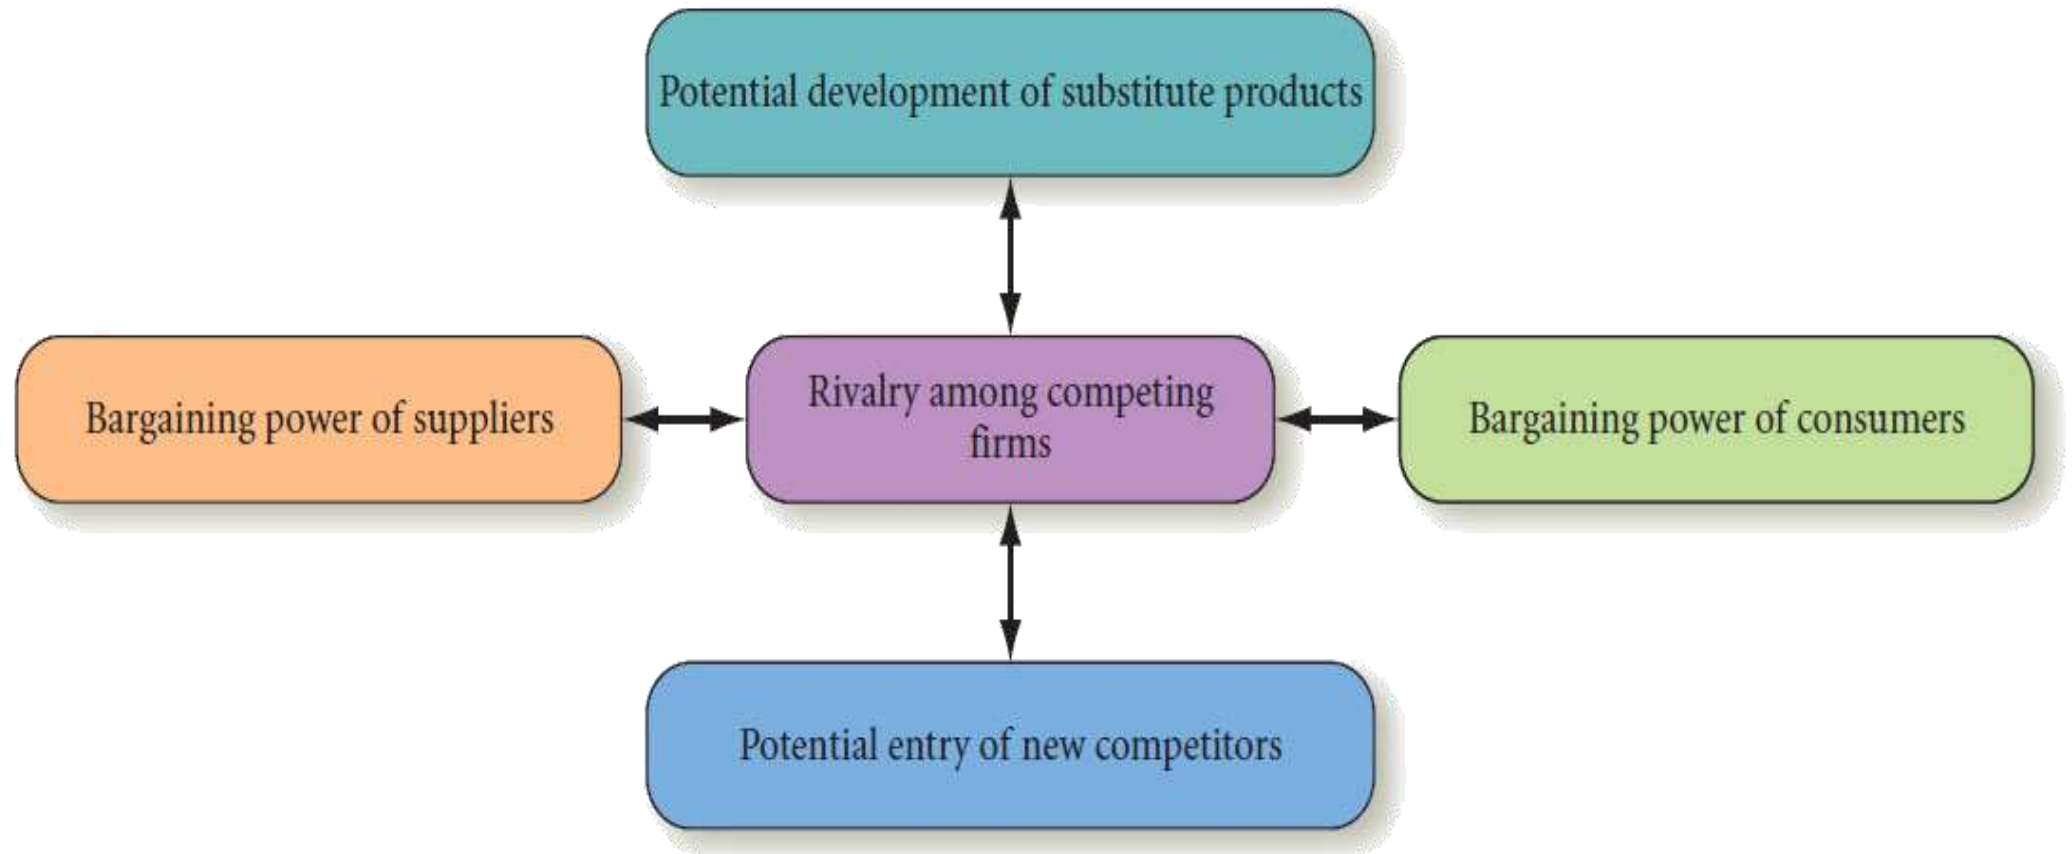 Potential development of substitute products
Bargaining power of suppliers
Rivalry among competing
firms
Bargaining power of consumers
Potential entry of new competitors